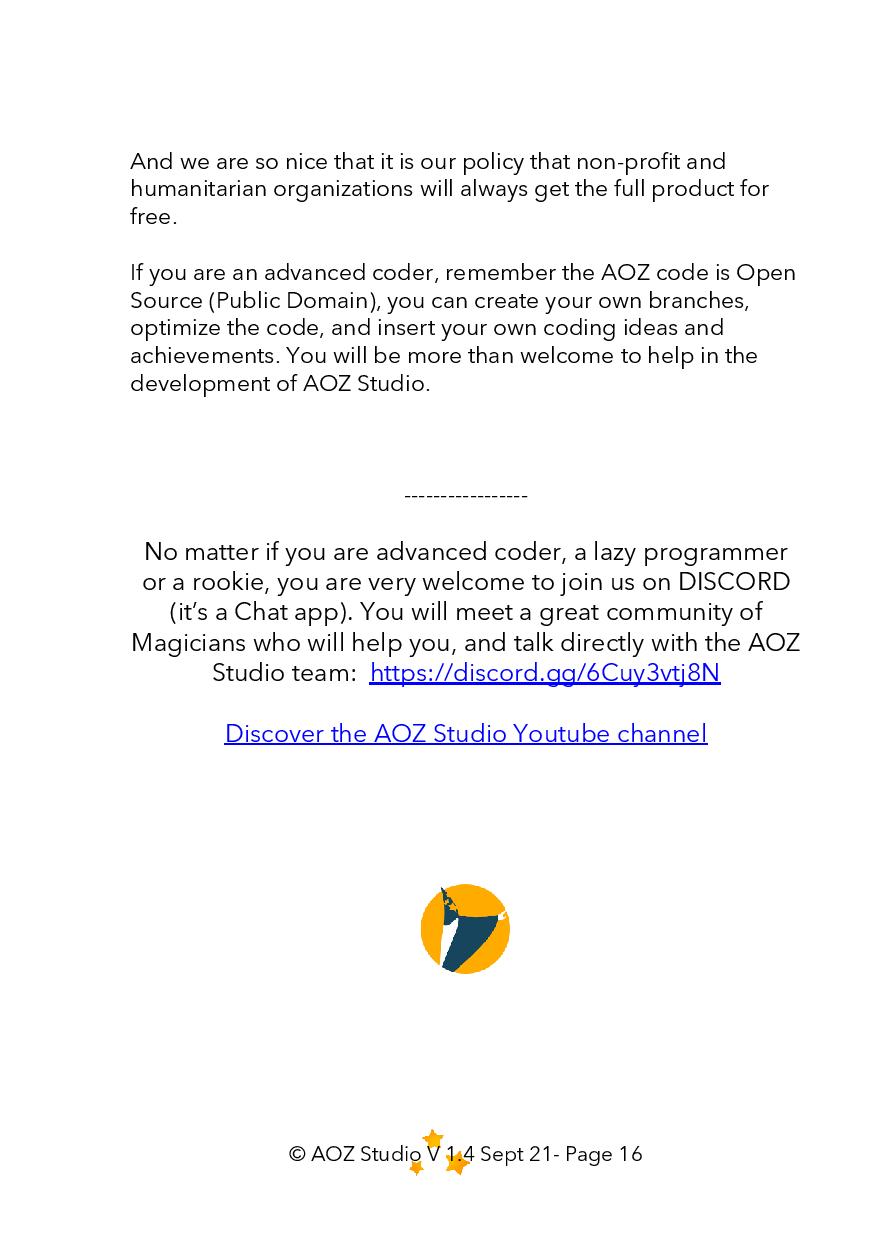 And we are so nice that it is our policy that non-profit and
humanitarian organizations will always get the full product for
free.
If you are an advanced coder, remember the AOZ code is Open
Source (Public Domain), you can create your own branches,
optimize the code, and insert your own coding ideas and
achievements. You will be more than welcome to help in the
development of AOZ Studio.
-----------------
No matter if you are advanced coder, a lazy programmer
or a rookie, you are very welcome to join us on DISCORD
(it’s a Chat app). You will meet a great community of
Magicians who will help you, and talk directly with the AOZ
Studio team:  https://discord.gg/6Cuy3vtj8N
Discover the AOZ Studio Youtube channel
© AOZ Studio V 1.4 Sept 21- Page 16